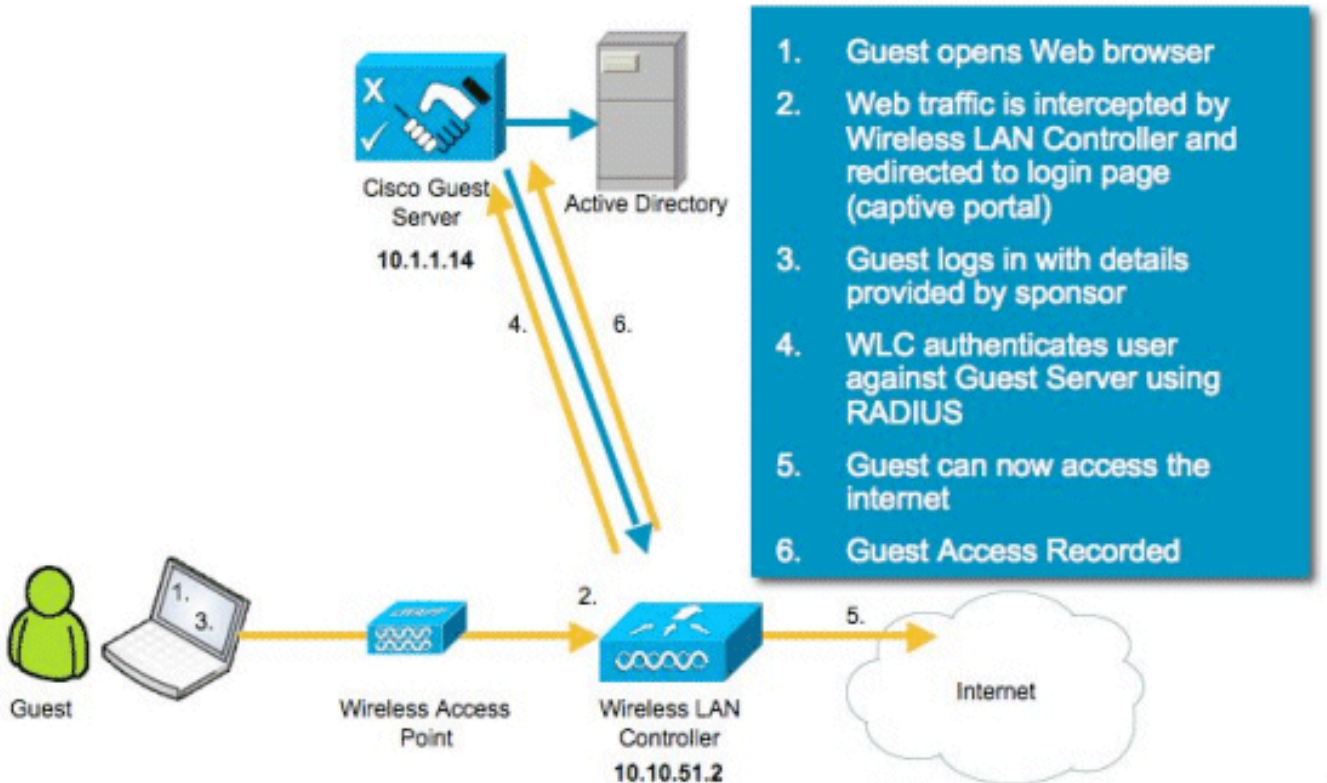 1. Guest opens Web browser
2. Web traffic is intercepted by
Wireless LAN Controller and
redirected to login page
(captive portal)
3. Guest logs in with details
provided by sponsor
4. WLC authenticates user
against Guest Server using
RADIUS
5. Guest can now access the
internet
6. Guest Access Recorded
X
Cisco Guest
Server
10.1.1.14
Active Directory
4.
6.
1.
3.
2.
5.
Guest
Wireless Access
Point
Wireless LAN
Controller
10.10.51.2
Internet